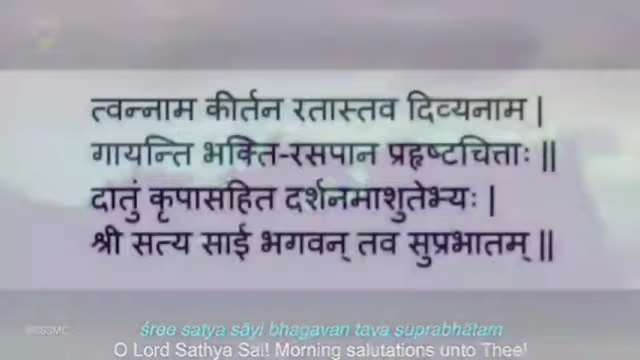 त्वन्नाम कीर्तन रतास्तव दिव्यनाम |
गायन्ति भक्ति-रसपान प्रहृष्टचित्ताः ||
दातुं कृपासहित दर्शनमाशुतेभ्यः |
श्री सत्य साई भगवन् तव सुप्रभातम् ||
śree satya sāyi bhagavan tava suprabhātam
O Lord Sathya Sai! Morning salutations unto Thee!